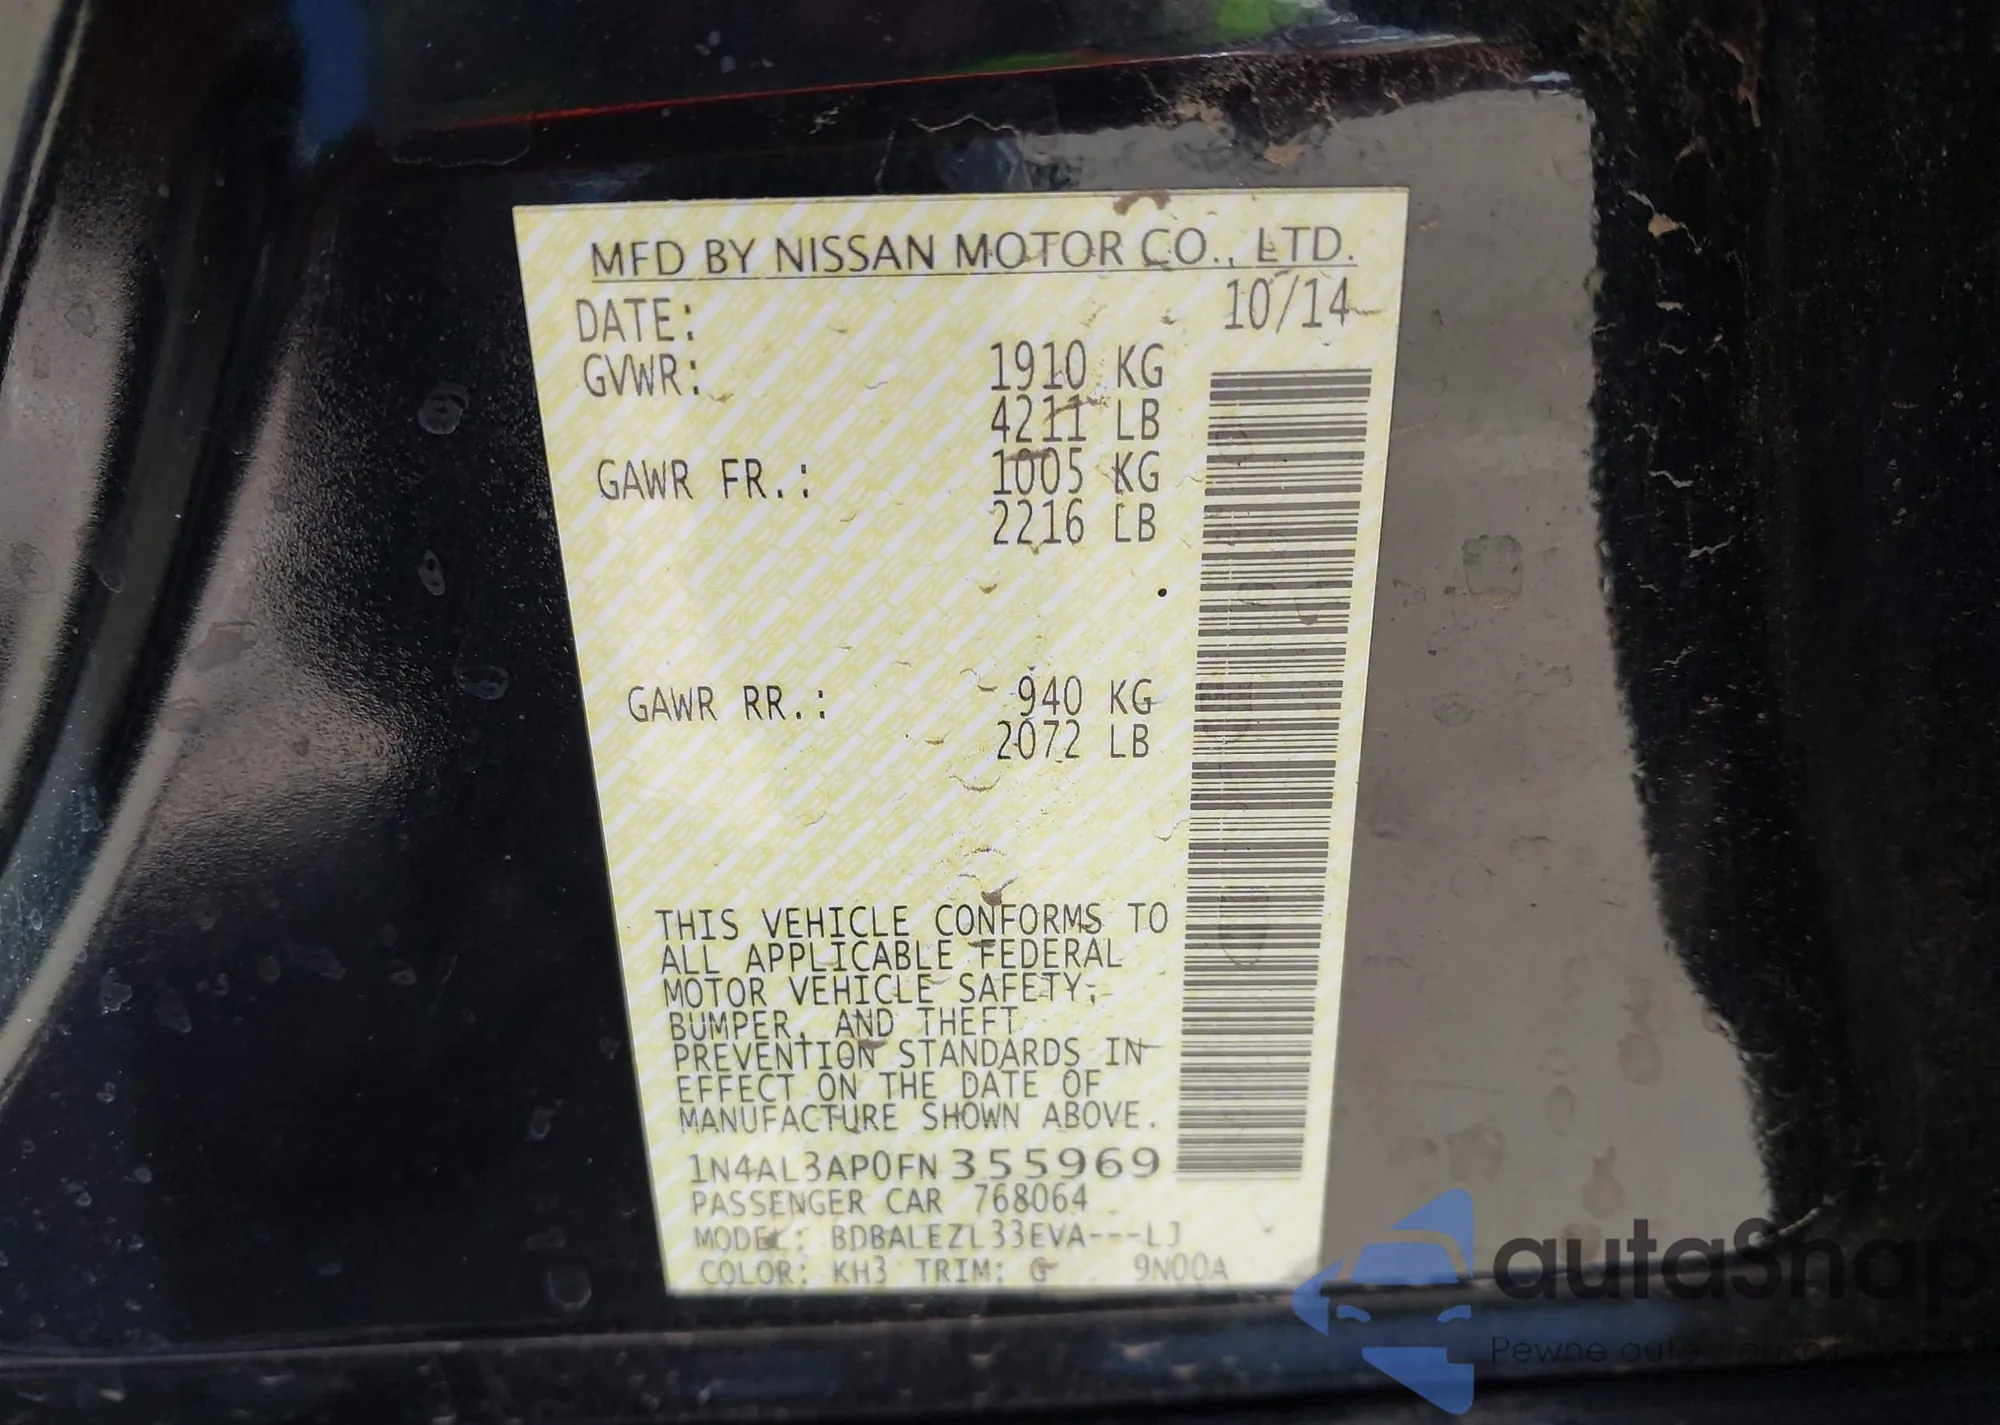 MFD BY NISSAN MOTOR CO., LTD.
DATE: 10/14
GVWR: 1910 KG
4211 LB
GAWR FR.: 1005 KG
2216 LB
GAWR RR.: 940 KG
2072 LB
THIS VEHICLE CONFORMS TO
ALL APPLICABLE FEDERAL
MOTOR VEHICLE SAFETY,
BUMPER, AND THEFT
PREVENTION STANDARDS IN
EFFECT ON THE DATE OF
MANUFACTURE SHOWN ABOVE.
1N4AL3AP0FN355969
PASSENGER CAR 768064
MODEL: BDBALEZL33EVA---LJ
COLOR: KH3 TRIM: G 9N00A
autaSnap
Pewne auta